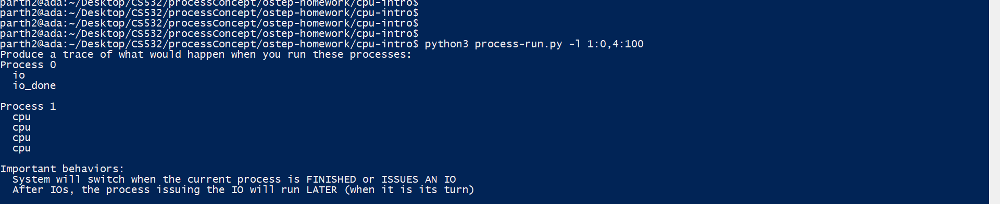 parth2@ada:~/Desktop/CS532/processConcept/ostep-homework/cpu-intro$
parth2@ada:~/Desktop/CS532/processConcept/ostep-homework/cpu-intro$
parth2@ada:~/Desktop/CS532/processConcept/ostep-homework/cpu-intro$
parth2@ada:~/Desktop/CS532/processConcept/ostep-homework/cpu-intro$
parth2@ada:~/Desktop/CS532/processConcept/ostep-homework/cpu-intro$ python3 process-run.py -l 1:0,4:100
Produce a trace of what would happen when you run these processes:
Process 0
  io
  io_done

Process 1
  cpu
  cpu
  cpu
  cpu

Important behaviors:
  System will switch when the current process is FINISHED or ISSUES AN IO
  After IOs, the process issuing the IO will run LATER (when it is its turn)